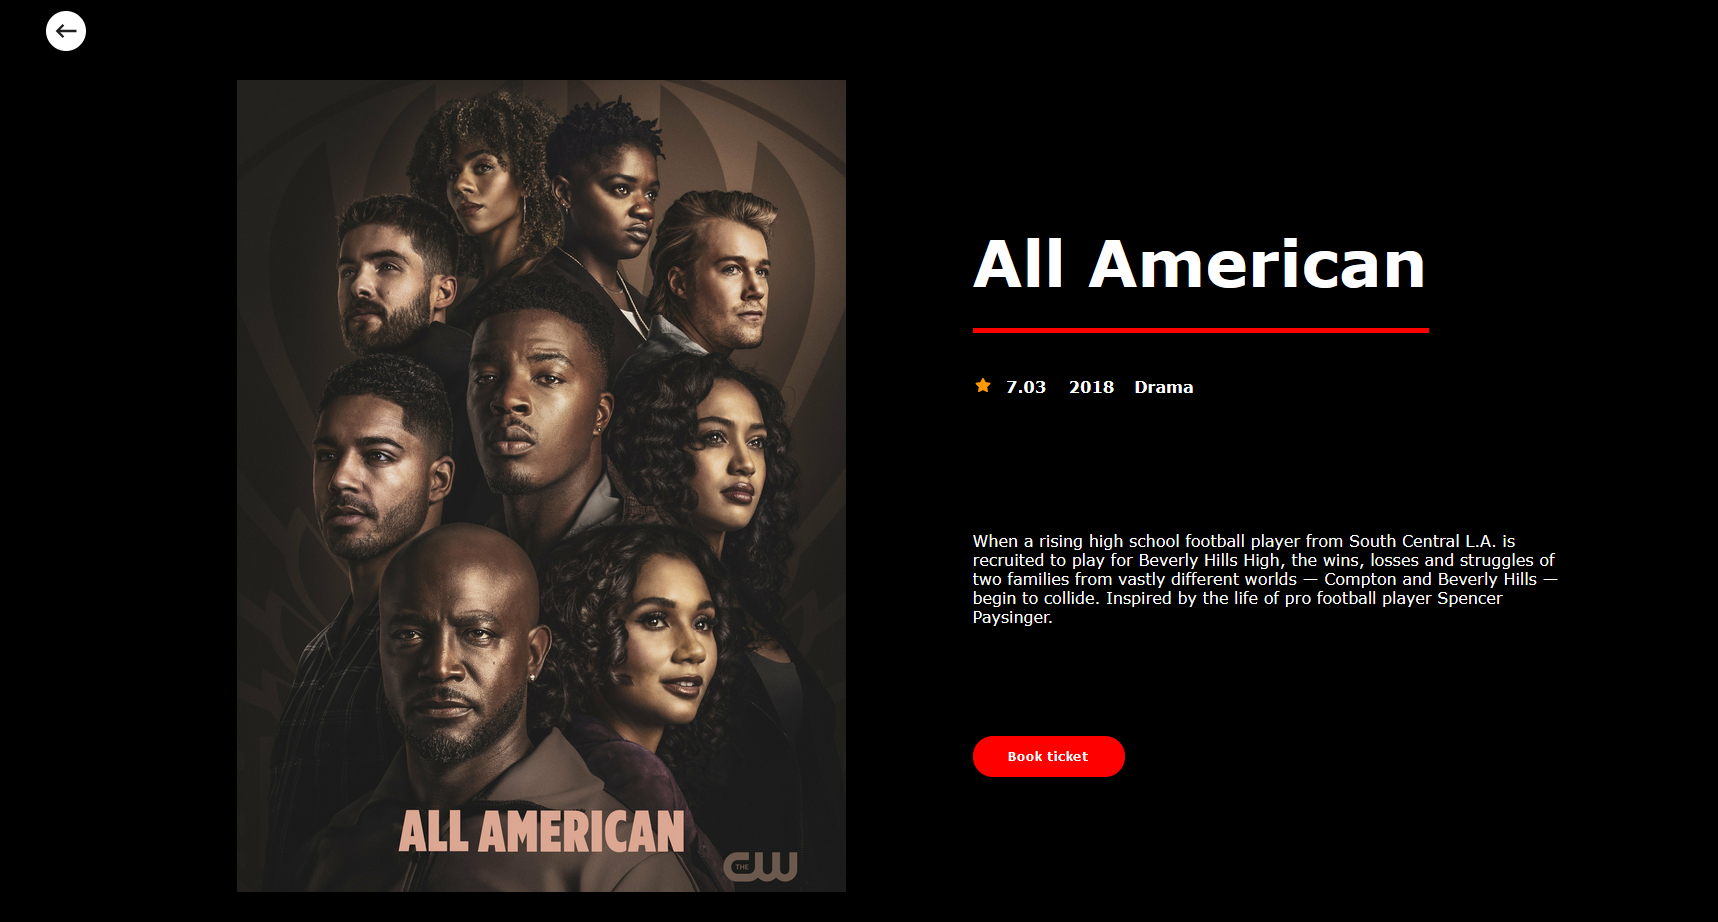 ALL AMERICAN
THE CW
All American
7.03 2018 Drama
When a rising high school football player from South Central L.A. is
recruited to play for Beverly Hills High, the wins, losses and struggles of
two families from vastly different worlds — Compton and Beverly Hills —
begin to collide. Inspired by the life of pro football player Spencer
Paysinger.
Book ticket